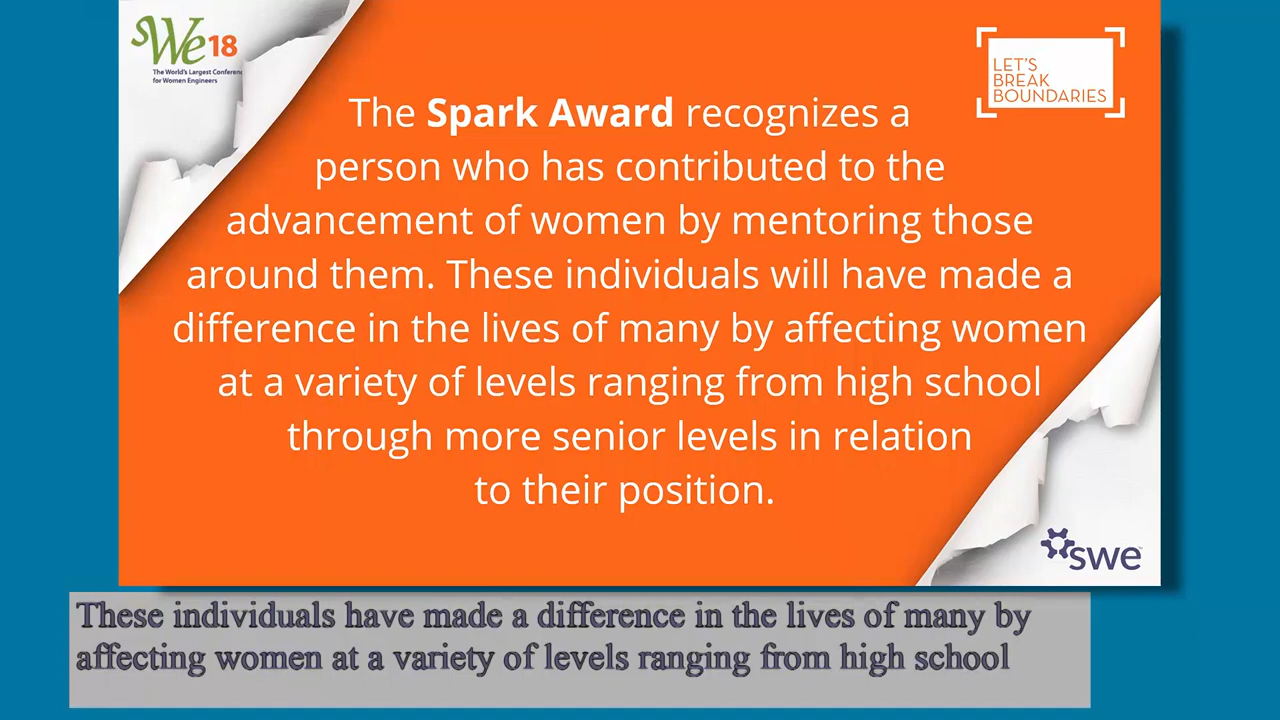 We18
The World's Largest Conferenc
for Women Engineers
LET'S
BREAK
BOUNDARIES
The Spark Award recognizes a
person who has contributed to the
advancement of women by mentoring those
around them. These individuals will have made a
difference in the lives of many by affecting women
at a variety of levels ranging from high school
through more senior levels in relation
to their position.
swe
These individuals have made a difference in the lives of many by
affecting women at a variety of levels ranging from high school